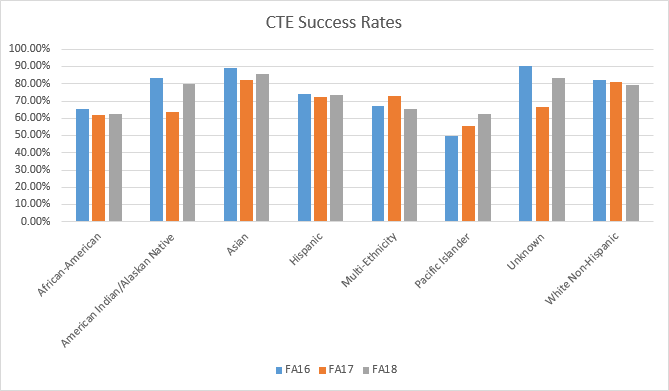 CTE Success Rates
100.00%
90.00%
80.00%
70.00%
60.00%
50.00%
40.00%
30.00%
20.00%
10.00%
0.00%
African-American
American Indian/Alaskan Native
Asian
Hispanic
Multi-Ethnicity
Pacific Islander
Unknown
White Non-Hispanic
FA16 FA17 FA18